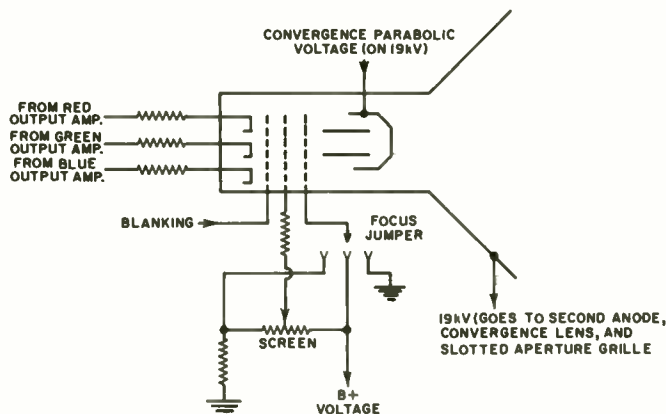 CONVERGENCE PARABOLIC
VOLTAGE (ON 19kV)
FROM RED
OUTPUT AMP.
FROM GREEN
OUTPUT AMP.
FROM BLUE
OUTPUT AMP.
BLANKING
FOCUS
JUMPER
SCREEN
B+
VOLTAGE
19kV (GOES TO SECOND ANODE,
CONVERGENCE LENS, AND
SLOTTED APERTURE GRILLE